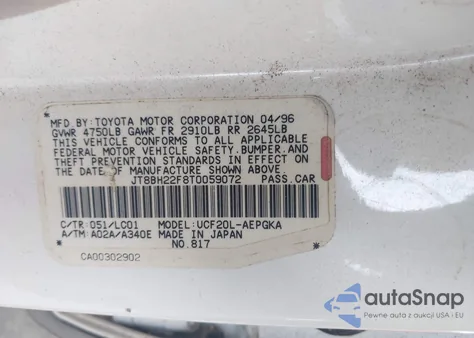 MFD BY: TOYOTA MOTOR CORPORATION 04/96
GVWR 4750LB GAWR FR 2910LB RR 2645LB
THIS VEHICLE CONFORMS TO ALL APPLICABLE
FEDERAL MOTOR VEHICLE SAFETY, BUMPER, AND
THEFT PREVENTION STANDARDS IN EFFECT ON
THE DATE OF MANUFACTURE SHOWN ABOVE.
JT8BH22F8T0059072 PASS.CAR
C/TR:051/LC01 MODEL:UCF20L-AEPGKA
A/TM:A02A/A340E MADE IN JAPAN
NO.817
CA00302902
autoSnap
Pewne auta z aukcji USA i EU